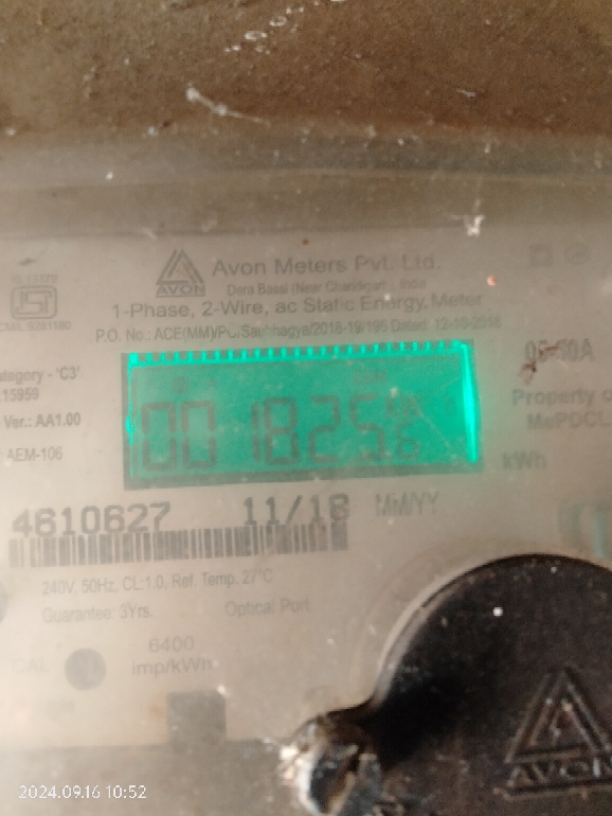 AVON
Avon Meters Pvt. Ltd.
Dera Bassi (Near Chandigarh), India
1-Phase, 2-Wire, ac Static Energy Meter
P.O. No.: ACE(MM)/PC/Saubhagya/2018-19/195 Dated: 12-10-2018
ategory - 'C3'
15959
Ver.: AA1.00
AEM-106
001825.6
kWh
Property o
MePDCL
4610627 11/18 MM/YY
240V, 50Hz, CL:1.0, Ref. Temp. 27°C
Guarantee: 3Yrs. Optical Port
CAL
6400
imp/kWh
AVON
2024.09.16 10:52